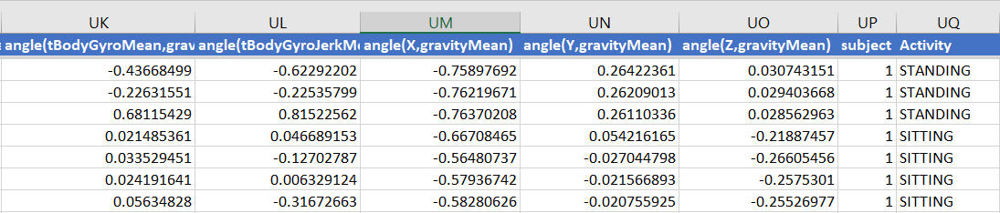 UK UL UM UN UO UP UQ
angle(tBodyGyroMean,grav angle(tBodyGyroJerkM angle(X,gravityMean) angle(Y,gravityMean) angle(Z,gravityMean) subject Activity
-0.43668499 -0.62292202 -0.75897692 0.26422361 0.030743151 1 STANDING
-0.22631551 -0.22535799 -0.76219671 0.26209013 0.029403668 1 STANDING
0.68115429 0.81522562 -0.76370208 0.26110336 0.028562963 1 STANDING
0.021485361 0.046689153 -0.66708465 0.054216165 -0.21887457 1 SITTING
0.033529451 -0.12702787 -0.56480737 -0.027044798 -0.26605456 1 SITTING
0.024191641 0.006329124 -0.57936742 -0.021566893 -0.2575301 1 SITTING
0.05634828 -0.31672663 -0.58280626 -0.020755925 -0.25526977 1 SITTING